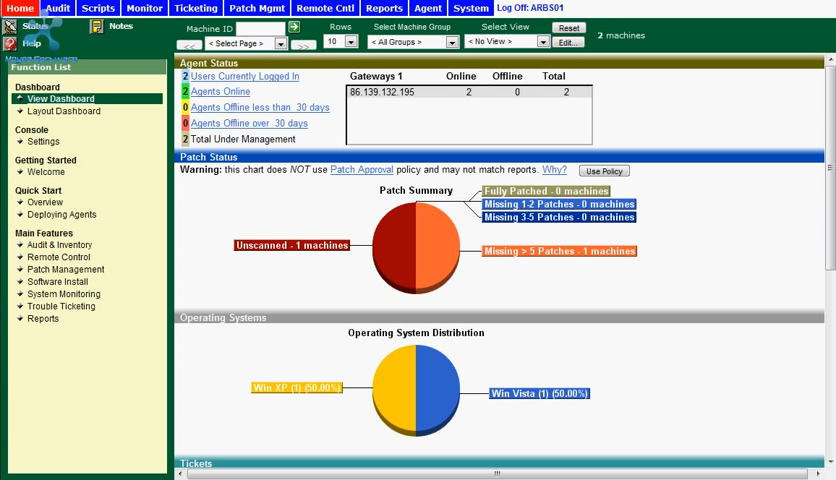 Home Audit Scripts Monitor Ticketing Patch Mgmt Remote Cntl Reports Agent System Log Off: ARBS01
Status Notes
Help
Machine ID
Rows
Select Machine Group
Select View
Reset
<< < Select Page > >> 10 < All Groups > < No View > Edit...
2 machines
Function List
Dashboard
View Dashboard
Layout Dashboard
Console
Settings
Getting Started
Welcome
Quick Start
Overview
Deploying Agents
Main Features
Audit & Inventory
Remote Control
Patch Management
Software Install
System Monitoring
Trouble Ticketing
Reports
Agent Status
2 Users Currently Logged In
2 Agents Online
0 Agents Offline less than 30 days
0 Agents Offline over 30 days
2 Total Under Management
Gateways 1 Online Offline Total
86.139.132.195 2 0 2
Patch Status
Warning: this chart does NOT use Patch Approval policy and may not match reports. Why? Use Policy
Patch Summary
Fully Patched - 0 machines
Missing 1-2 Patches - 0 machines
Missing 3-5 Patches - 0 machines
Unscanned - 1 machines
Missing > 5 Patches - 1 machines
Operating Systems
Operating System Distribution
Win XP (1) (50.00%)
Win Vista (1) (50.00%)
Tickets